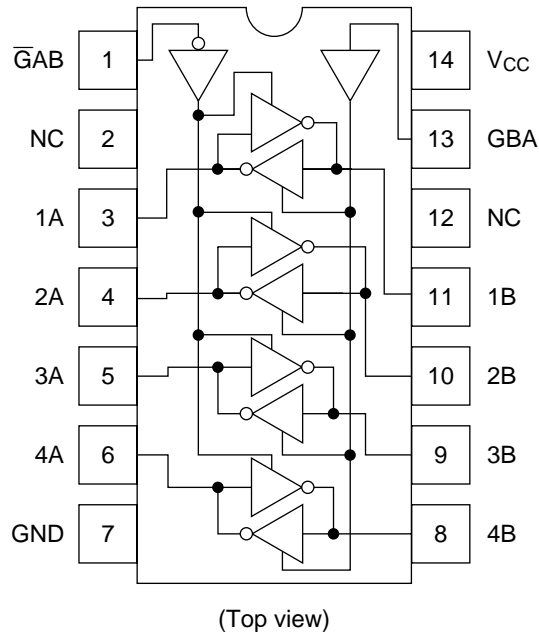 G̅AB 1 14 VCC
NC 2 13 GBA
1A 3 12 NC
2A 4 11 1B
3A 5 10 2B
4A 6 9 3B
GND 7 8 4B
(Top view)